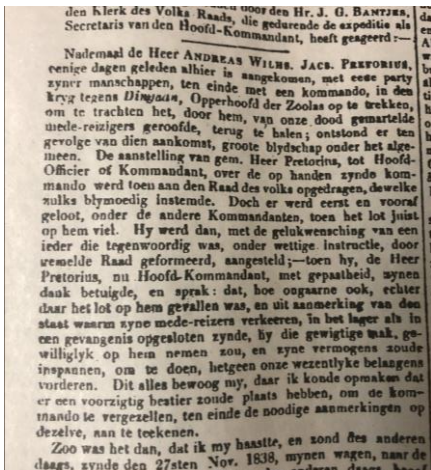 den Klerk des Volks Raads, die gedurende de expeditie als
Secretaris van den Hoofd-Kommandant, heeft geageerd:—
Nademaal de Heer ANDREAS WILHS. JACS. PRETORIUS,
eenige dagen geleden alhier is aangekomen, met eene party
zyner manschappen, ten einde met een kommando, in den
kryg tegens Dingaan, Opperhoofd der Zoolas op te trekken,
om te trachten het, door hem, van onze dood gemartelde
mede-reizigers geroofde, terug te halen; ontstond er ten
gevolge van dien aankomst, groote blydschap onder het alge-
meen. De aanstelling van gem. Heer Pretorius, tot Hoofd-
Officier of Kommandant, over de op handen zynde kom-
mando werd toen aan den Raad des volks opgedragen, dewelke
zulks blymoedig instemde. Doch er werd eerst en vooraf
geloot, onder de andere Kommandanten, toen het lot juist
op hem viel. Hy werd dan, met de gelukwensching van een
ieder die tegenwoordig was, onder wettige Instructie, door
gemelde Raad geformeerd, aangesteld;—toen hy, de Heer
Pretorius, nu Hoofd-Kommandant, met gepastheid, zynen
dank betuigde, en sprak: dat, hoe ongaarne ook, echter
daar het lot op hem gevallen was, en uit aanmerking van den
staat waarin zyne mede-reizers verkeeren, in het lager als in
een gevangenis opgesloten zynde, hy die gewigtige taak, ge-
williglyk op hem nemen zou, en zyne vermogens zoude
inspannen, om te doen, hetgeen onze wezentlyke belangens
vorderen. Dit alles bewoog my, daar ik konde opmaken dat
er een voorzigtig bestier zoude plaats hebben, om de kom-
mando te vergezellen, ten einde de noodige aanmerkingen op
dezelve, aan te teekenen.
Zoo was het dan, dat ik my haastte, en zond des anderen
daags, zynde den 27sten Nov. 1838, mynen wagen, naar de